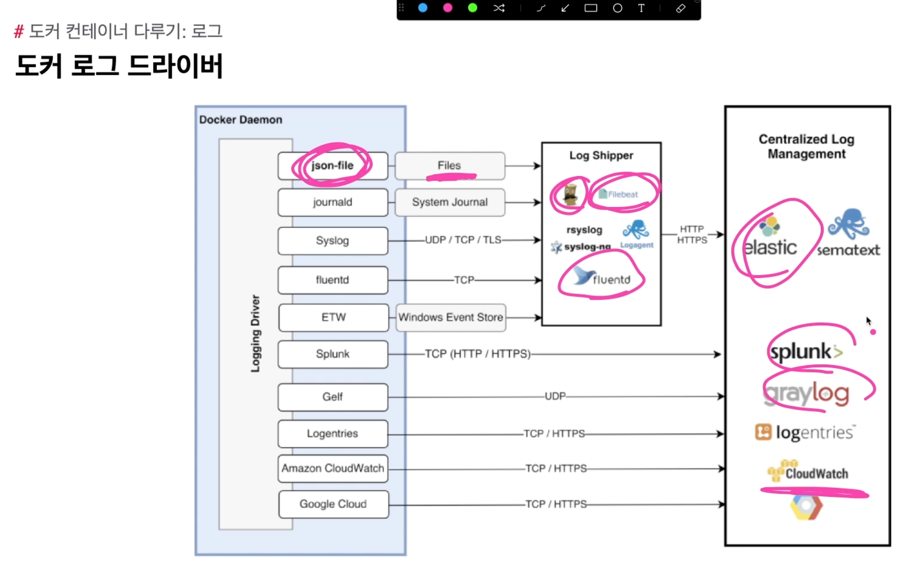 # 도커 컨테이너 다루기: 로그
T
도커 로그 드라이버
Docker Daemon
Logging Driver
json-file
Files
journald
System Journal
Syslog
UDP / TCP / TLS
fluentd
TCP
ETW
Windows Event Store
Splunk
TCP (HTTP / HTTPS)
Gelf
UDP
Logentries
TCP / HTTPS
Amazon CloudWatch
TCP / HTTPS
Google Cloud
TCP / HTTPS
Log Shipper
Filebeat
rsyslog
syslog-ng
Logagent
fluentd
HTTP
HTTPS
Centralized Log
Management
elastic
sematext
splunk>
graylog
logentries
CloudWatch